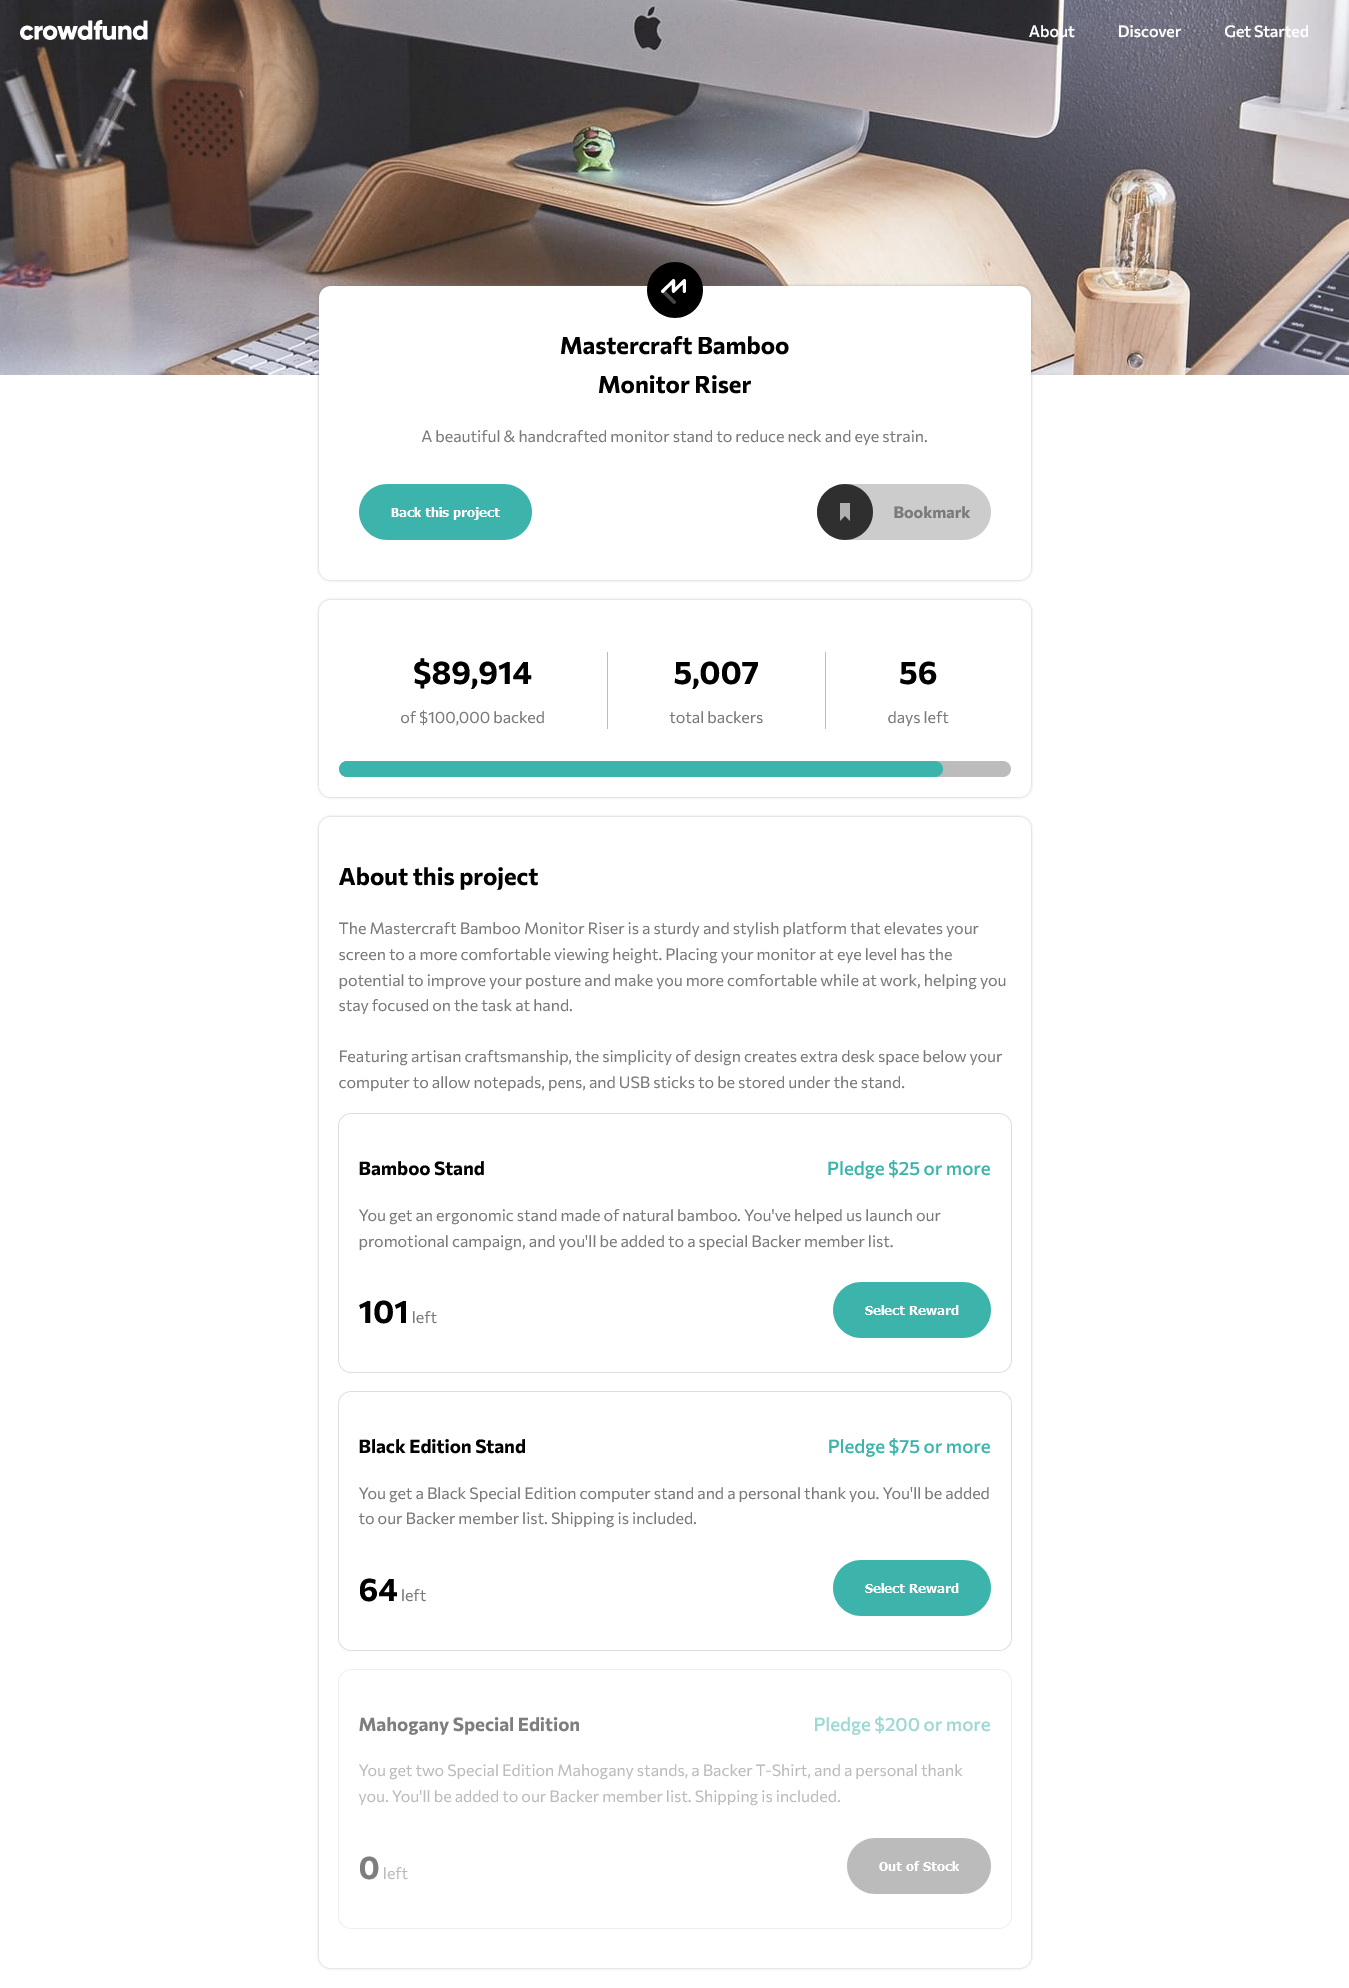 crowdfund
About Discover Get Started
Mastercraft Bamboo
Monitor Riser
A beautiful & handcrafted monitor stand to reduce neck and eye strain.
Back this project
Bookmark
$89,914
of $100,000 backed
5,007
total backers
56
days left
About this project
The Mastercraft Bamboo Monitor Riser is a sturdy and stylish platform that elevates your
screen to a more comfortable viewing height. Placing your monitor at eye level has the
potential to improve your posture and make you more comfortable while at work, helping you
stay focused on the task at hand.
Featuring artisan craftsmanship, the simplicity of design creates extra desk space below your
computer to allow notepads, pens, and USB sticks to be stored under the stand.
Bamboo Stand
Pledge $25 or more
You get an ergonomic stand made of natural bamboo. You've helped us launch our
promotional campaign, and you'll be added to a special Backer member list.
101 left
Select Reward
Black Edition Stand
Pledge $75 or more
You get a Black Special Edition computer stand and a personal thank you. You'll be added
to our Backer member list. Shipping is included.
64 left
Select Reward
Mahogany Special Edition
Pledge $200 or more
You get two Special Edition Mahogany stands, a Backer T-Shirt, and a personal thank
you. You'll be added to our Backer member list. Shipping is included.
0 left
Out of Stock